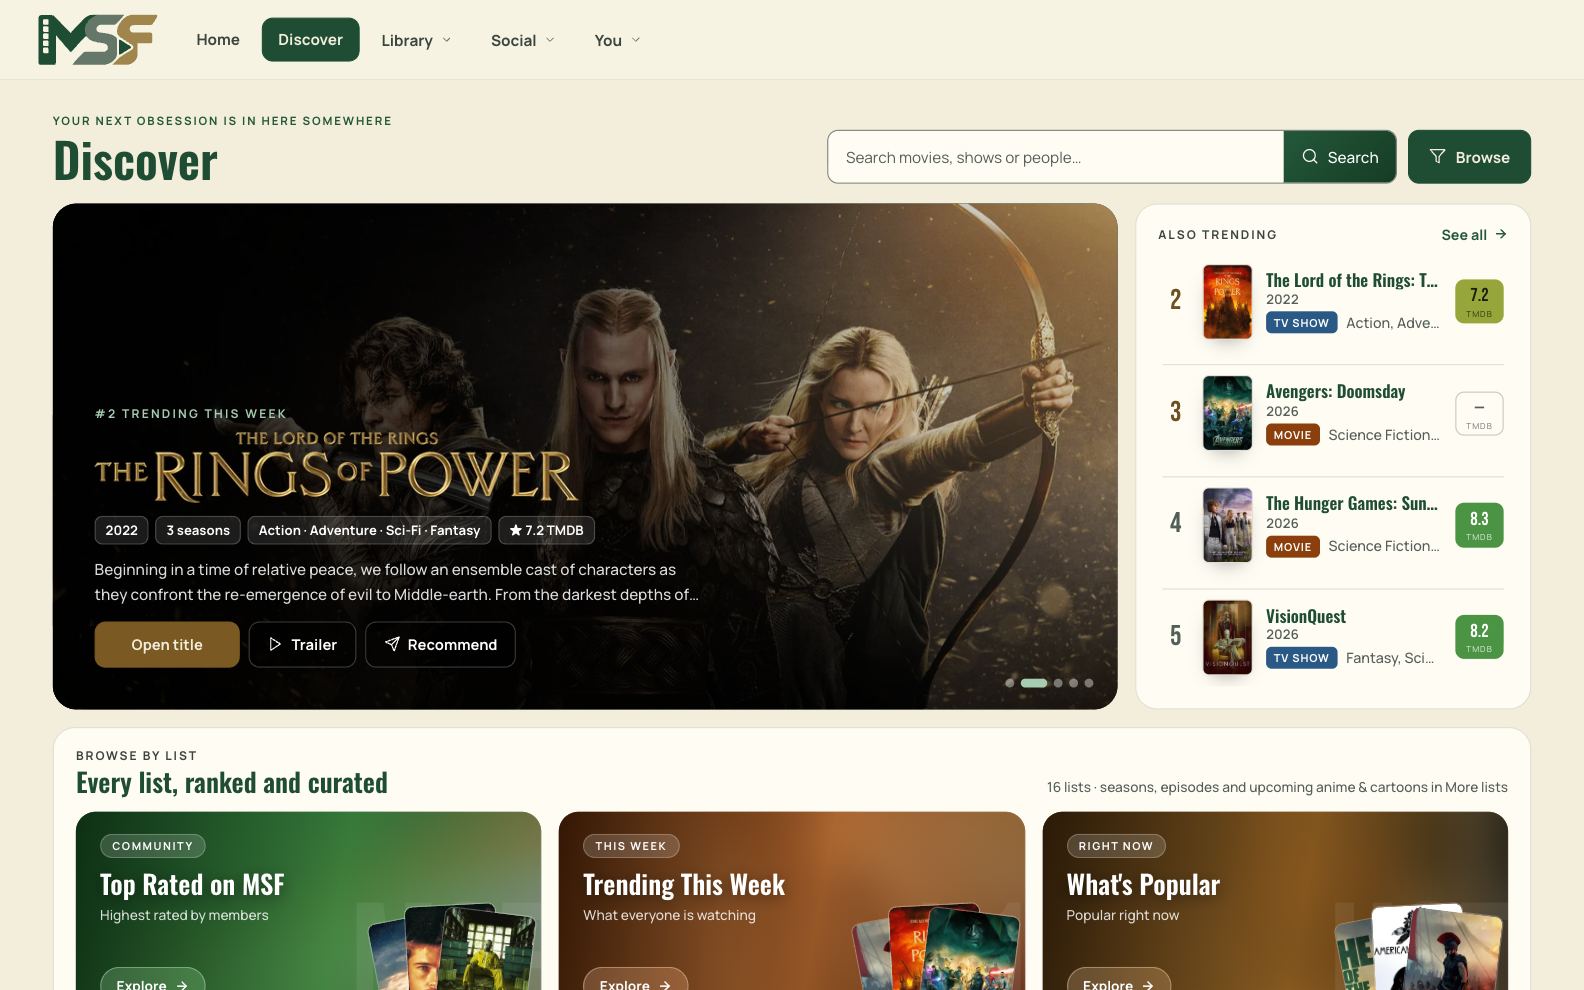 MSF
Home
Discover
Library
Social
You
YOUR NEXT OBSESSION IS IN HERE SOMEWHERE
Discover
Search movies, shows or people…
Search
Browse
#2 TRENDING THIS WEEK
THE LORD OF THE RINGS
THE RINGS OF POWER
2022
3 seasons
Action · Adventure · Sci-Fi · Fantasy
★ 7.2 TMDB
Beginning in a time of relative peace, we follow an ensemble cast of characters as
they confront the re-emergence of evil to Middle-earth. From the darkest depths of…
Open title
Trailer
Recommend
ALSO TRENDING
See all →
2
RINGS
POWER
The Lord of the Rings: T…
2022
TV SHOW
Action, Adve…
7.2
TMDB
3
AVENGERS
Avengers: Doomsday
2026
MOVIE
Science Fiction…
–
TMDB
4
The Hunger Games: Sun…
2026
MOVIE
Science Fiction…
8.3
TMDB
5
VISIONQUEST
VisionQuest
2026
TV SHOW
Fantasy, Sci…
8.2
TMDB
BROWSE BY LIST
Every list, ranked and curated
16 lists · seasons, episodes and upcoming anime & cartoons in More lists
COMMUNITY
Top Rated on MSF
Highest rated by members
Explore →
THIS WEEK
Trending This Week
What everyone is watching
Explore →
RIGHT NOW
What's Popular
Popular right now
Explore →